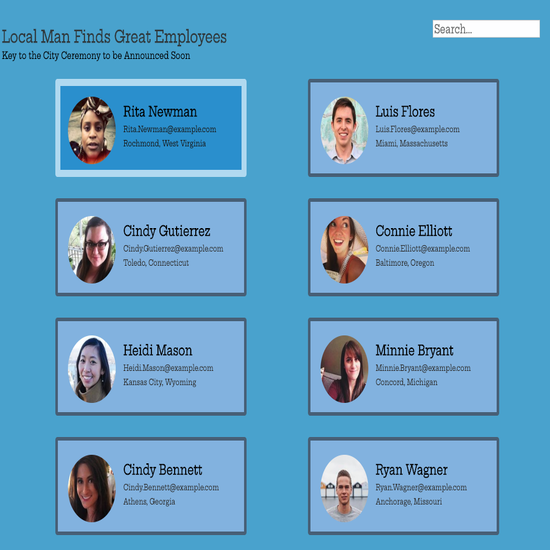 Local Man Finds Great Employees
Key to the City Ceremony to be Announced Soon
Search...
Rita Newman
Rita.Newman@example.com
Rochmond, West Virginia
Luis Flores
Luis.Flores@example.com
Miami, Massachusetts
Cindy Gutierrez
Cindy.Gutierrez@example.com
Toledo, Connecticut
Connie Elliott
Connie.Elliott@example.com
Baltimore, Oregon
Heidi Mason
Heidi.Mason@example.com
Kansas City, Wyoming
Minnie Bryant
Minnie.Bryant@example.com
Concord, Michigan
Cindy Bennett
Cindy.Bennett@example.com
Athens, Georgia
Ryan Wagner
Ryan.Wagner@example.com
Anchorage, Missouri